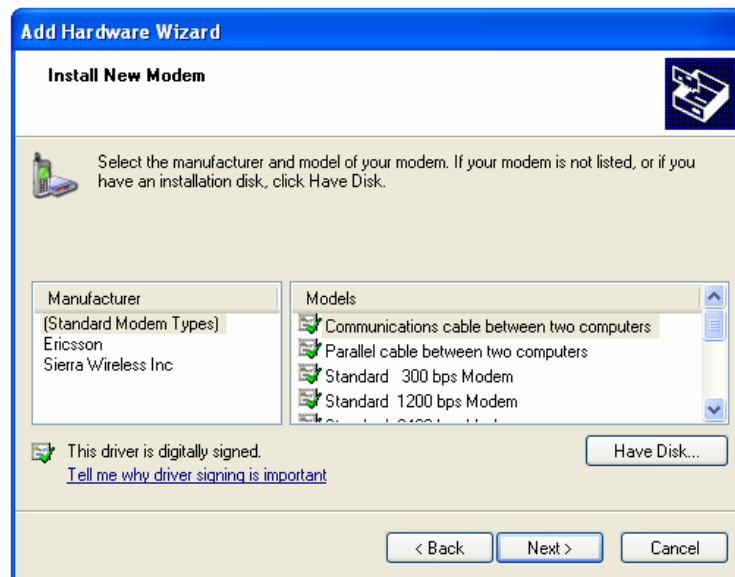 Add Hardware Wizard
Install New Modem
Select the manufacturer and model of your modem. If your modem is not listed, or if you
have an installation disk, click Have Disk.
Manufacturer
(Standard Modem Types)
Ericsson
Sierra Wireless Inc
Models
Communications cable between two computers
Parallel cable between two computers
Standard   300 bps Modem
Standard  1200 bps Modem
This driver is digitally signed.
Tell me why driver signing is important
Have Disk...
< Back
Next >
Cancel